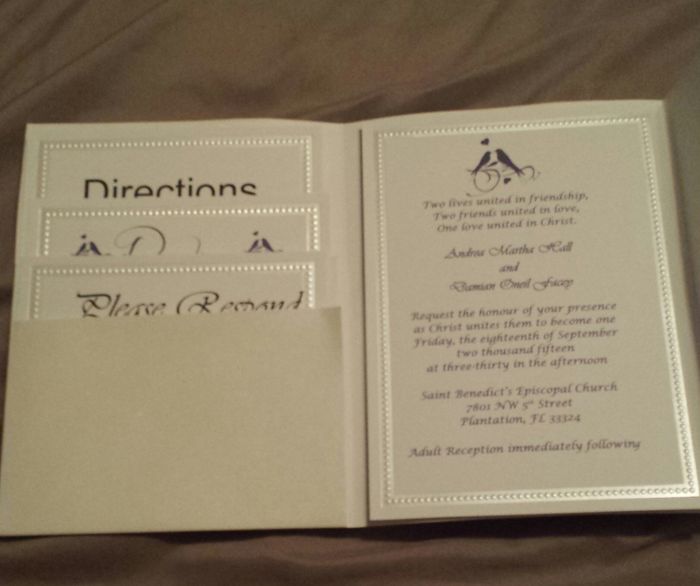 Directions
Please Respond
Two lives united in friendship,
Two friends united in love,
One love united in Christ.
Andrea Martha Hall
and
Damian Oneil Facey
Request the honour of your presence
as Christ unites them to become one
Friday, the eighteenth of September
two thousand fifteen
at three-thirty in the afternoon
Saint Benedict's Episcopal Church
7801 NW 5th Street
Plantation, FL 33324
Adult Reception immediately following